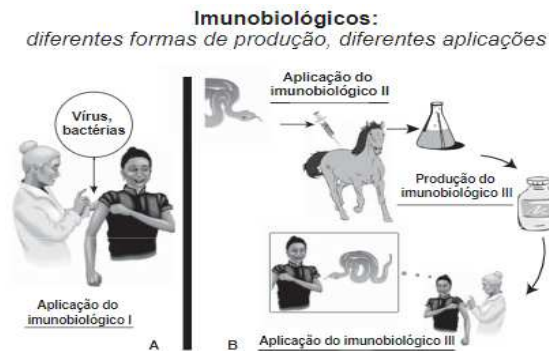 Imunobiológicos:
diferentes formas de produção, diferentes aplicações
Vírus,
bactérias
Aplicação do
imunobiológico I
A
Aplicação do
imunobiológico II
Produção do
imunobiológico III
B
Aplicação do imunobiológico III